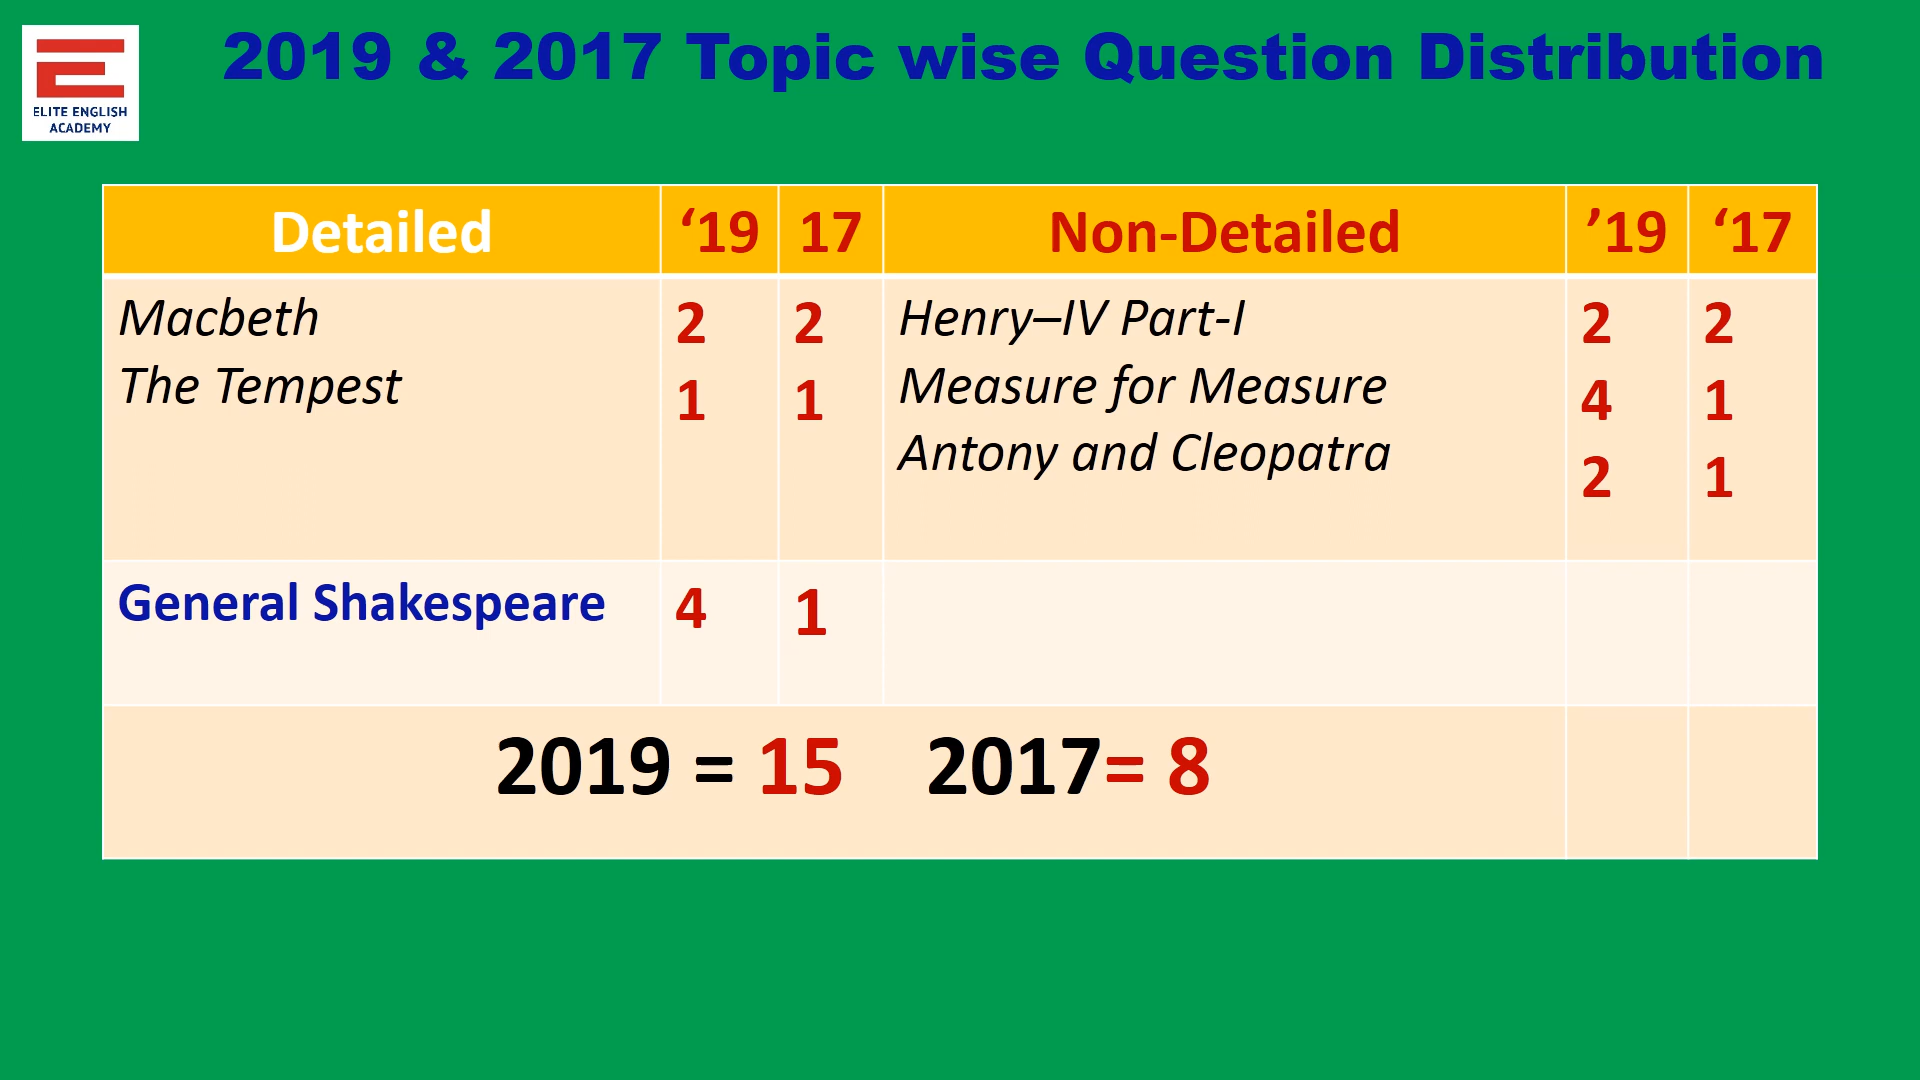 ELITE ENGLISH
ACADEMY
2019 & 2017 Topic wise Question Distribution
Detailed ‘19 17 Non-Detailed ’19 ‘17
Macbeth 2 2 Henry–IV Part-I 2 2
The Tempest 1 1 Measure for Measure 4 1
Antony and Cleopatra 2 1
General Shakespeare 4 1
2019 = 15 2017= 8